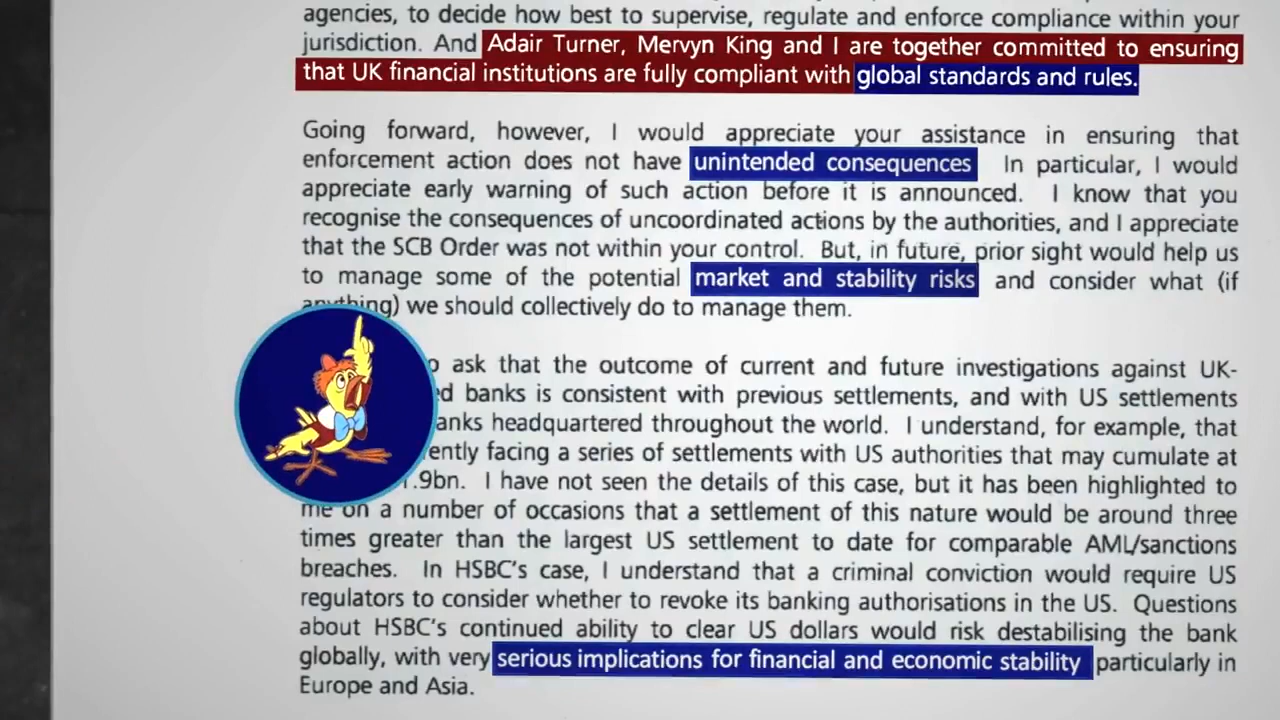 agencies, to decide how best to supervise, regulate and enforce compliance within your
jurisdiction. And Adair Turner, Mervyn King and I are together committed to ensuring
that UK financial institutions are fully compliant with global standards and rules.
Going forward, however, I would appreciate your assistance in ensuring that
enforcement action does not have unintended consequences In particular, I would
appreciate early warning of such action before it is announced. I know that you
recognise the consequences of uncoordinated actions by the authorities, and I appreciate
that the SCB Order was not within your control. But, in future, prior sight would help us
to manage some of the potential market and stability risks and consider what (if
anything) we should collectively do to manage them.
ask that the outcome of current and future investigations against UK-
banks is consistent with previous settlements, and with US settlements
headquartered throughout the world. I understand, for example, that
facing a series of settlements with US authorities that may cumulate at
.9bn. I have not seen the details of this case, but it has been highlighted to
me on a number of occasions that a settlement of this nature would be around three
times greater than the largest US settlement to date for comparable AML/sanctions
breaches. In HSBC's case, I understand that a criminal conviction would require US
regulators to consider whether to revoke its banking authorisations in the US. Questions
about HSBC's continued ability to clear US dollars would risk destabilising the bank
globally, with very serious implications for financial and economic stability particularly in
Europe and Asia.